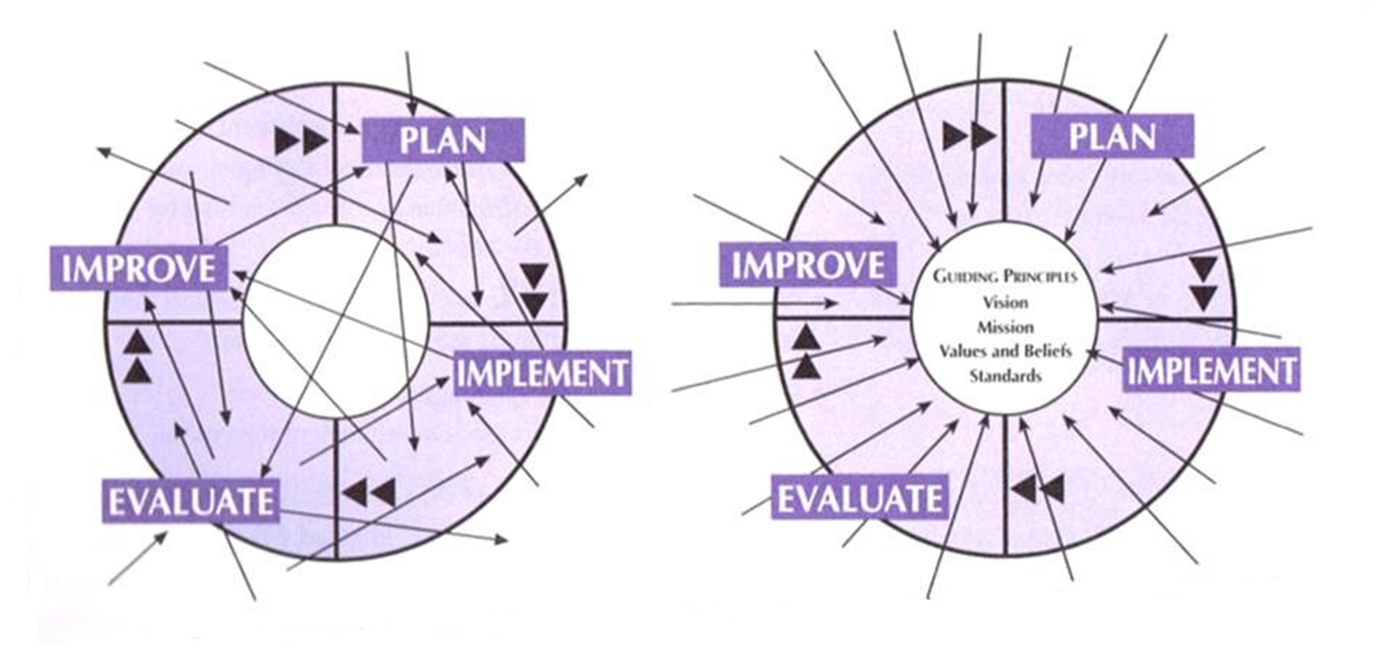 PLAN
IMPROVE
IMPLEMENT
EVALUATE
PLAN
IMPROVE
GUIDING PRINCIPLES
Vision
Mission
Values and Beliefs
Standards
IMPLEMENT
EVALUATE